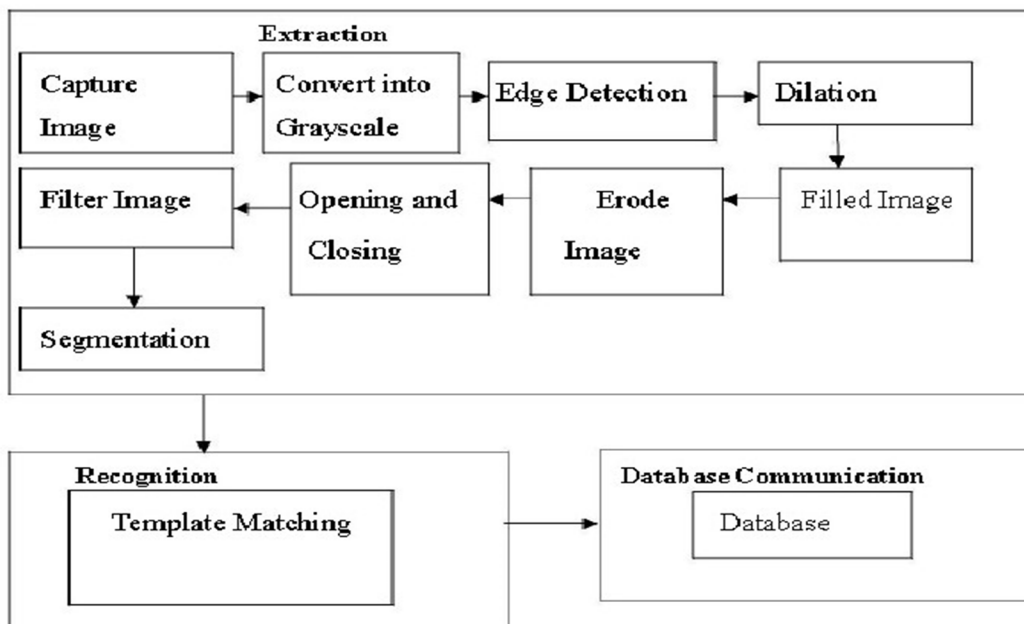 Extraction
Capture
Image
Convert into
Grayscale
Edge Detection
Dilation
Filter Image
Opening and
Closing
Erode
Image
Filled Image
Segmentation
Recognition
Template Matching
Database Communication
Database